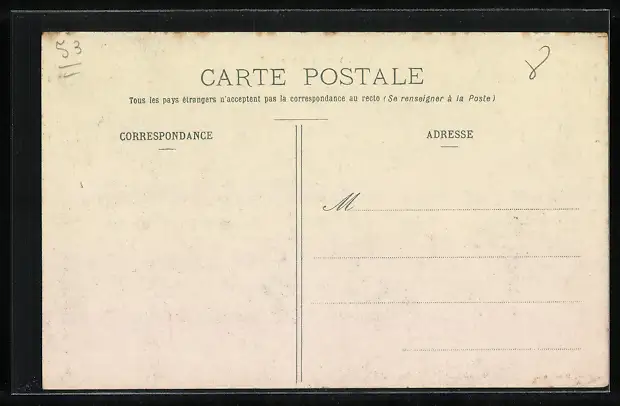 53
CARTE POSTALE
Tous les pays étrangers n'acceptent pas la correspondance au recto (Se renseigner à la Poste)
CORRESPONDANCE
ADRESSE
M